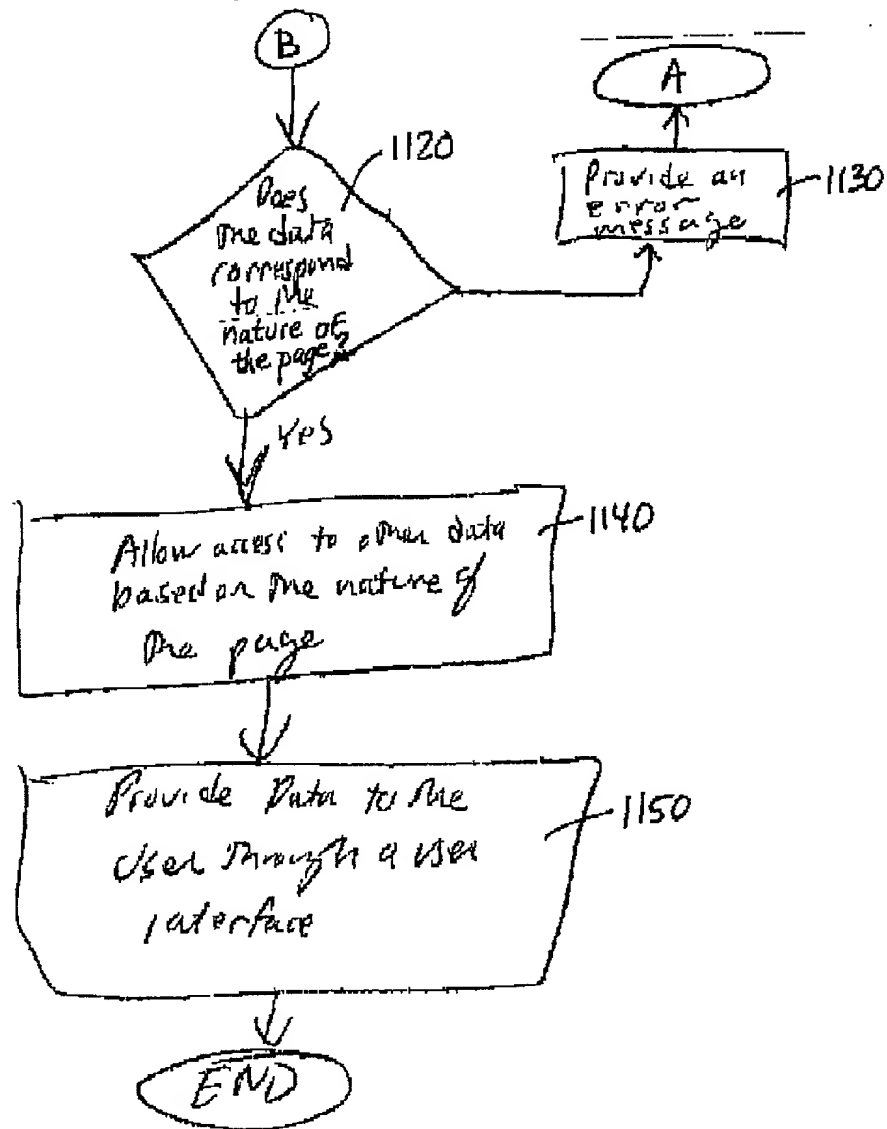 B
A
1120
Does
the data
correspond
to the
nature of
the page?
Provide an
error
message
1130
Yes
Allow access to other data
based on the nature of
the page
1140
Provide Data to the
User through a user
interface
1150
END